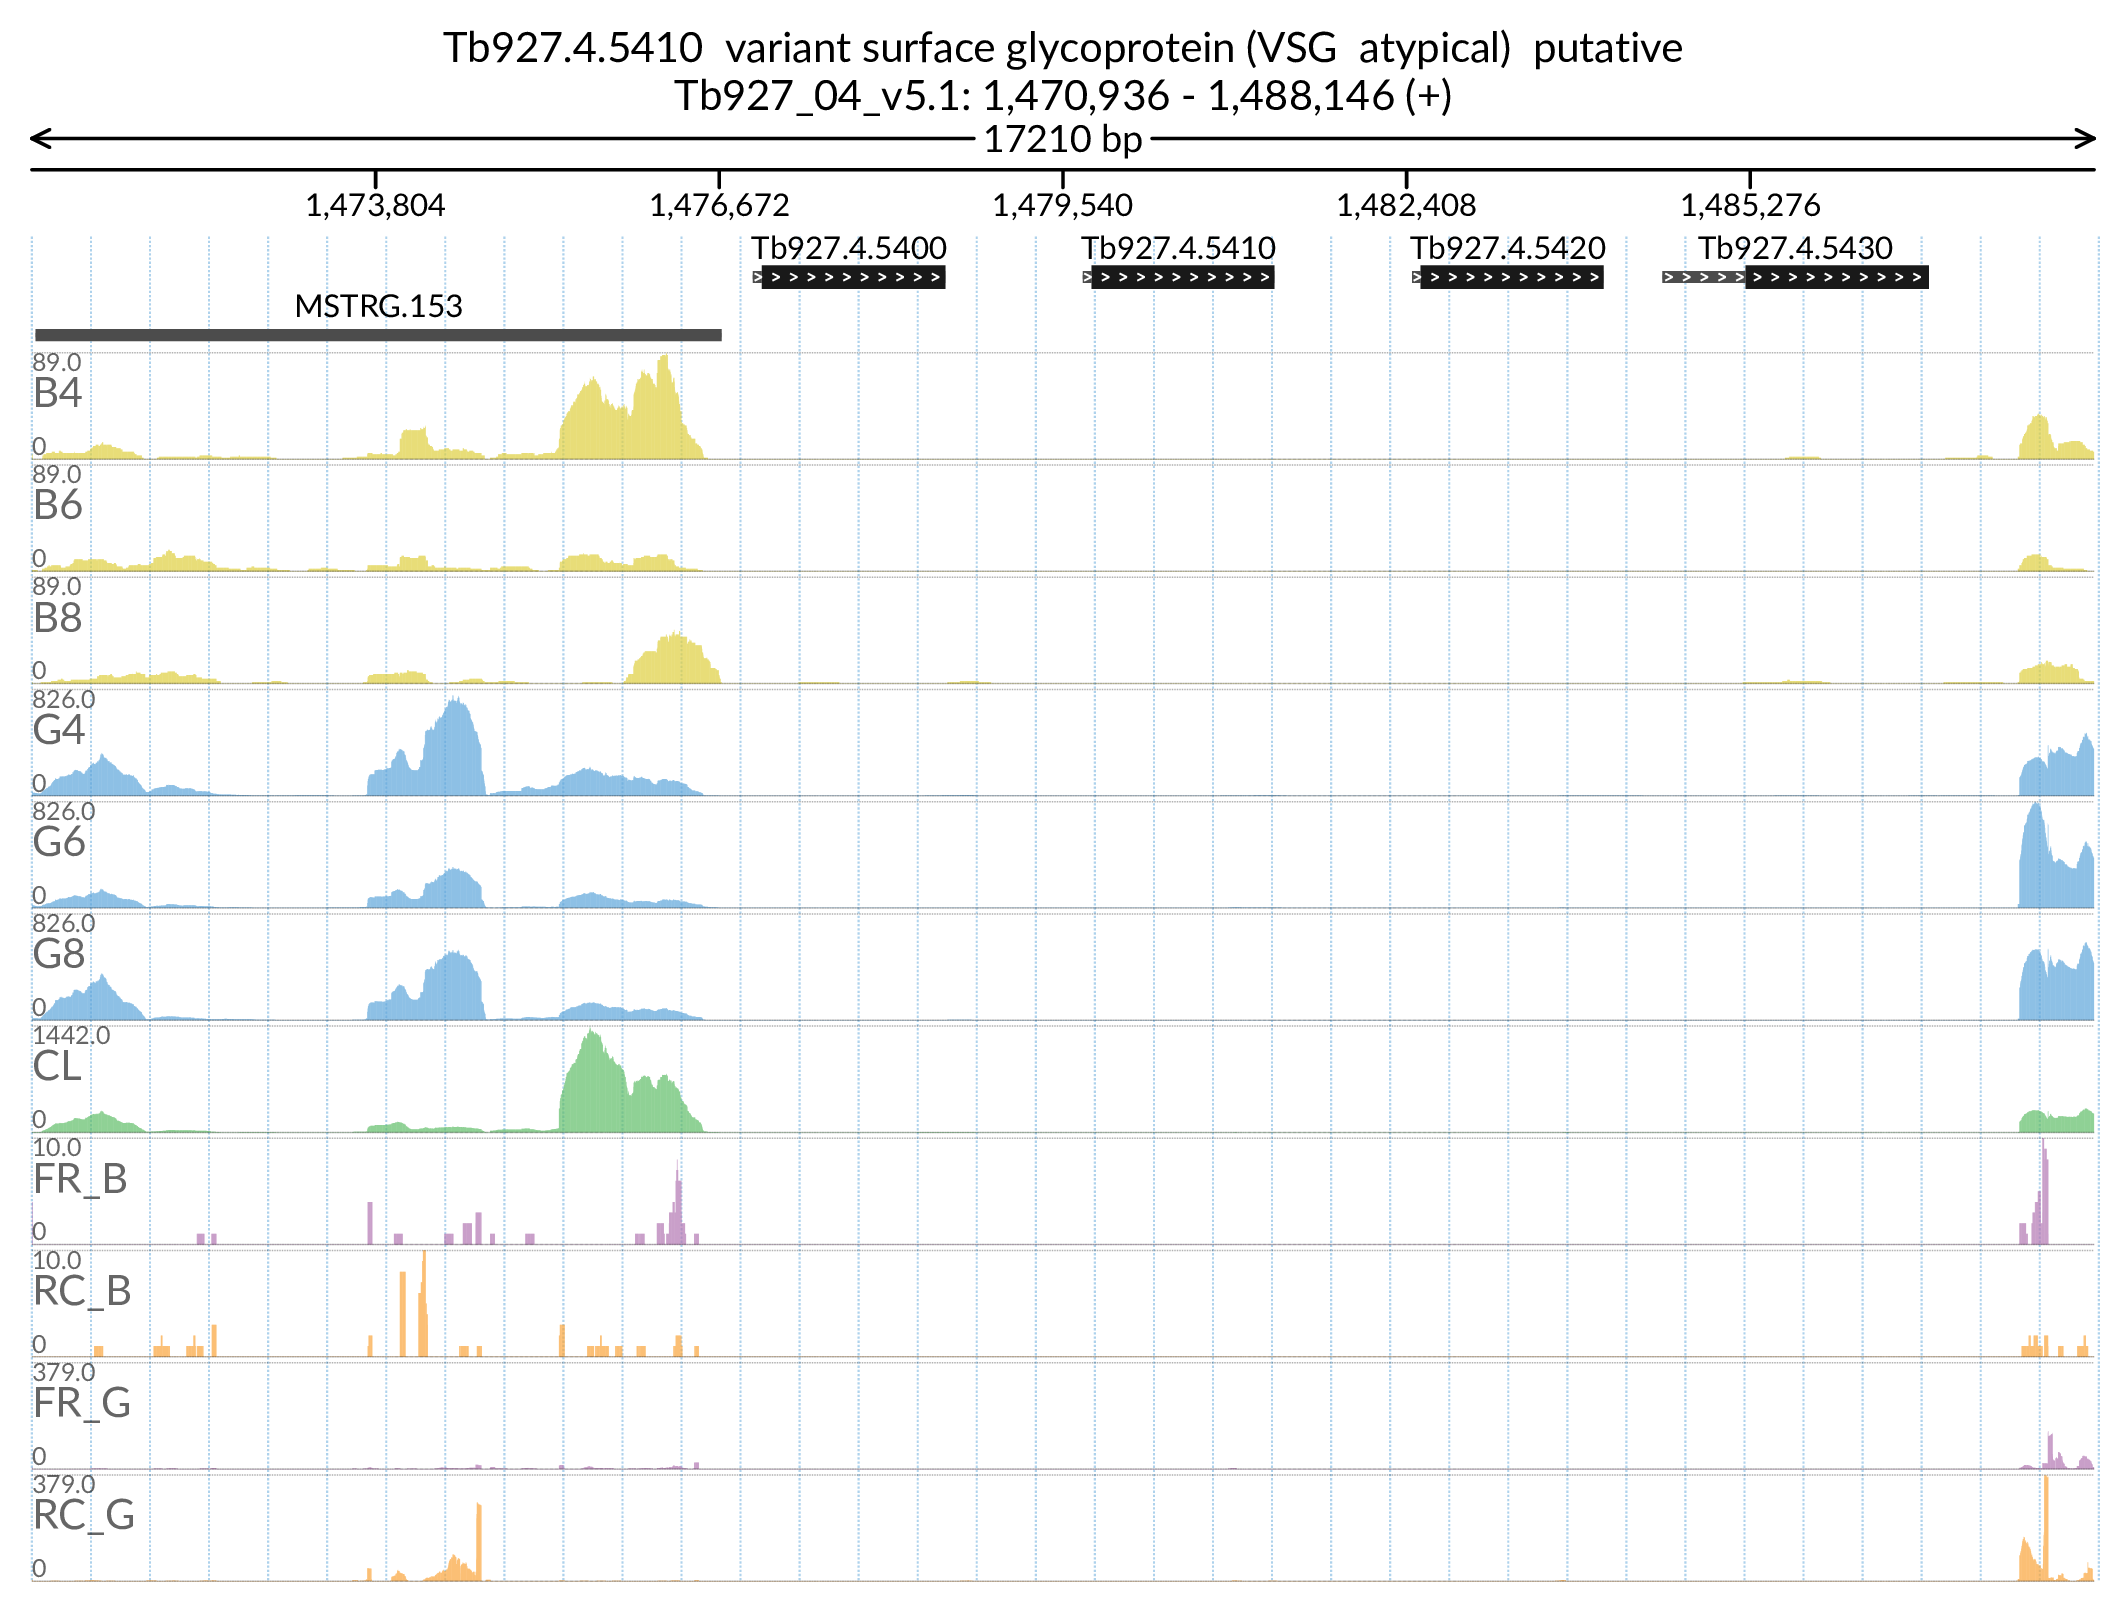 Tb927.4.5410 variant surface glycoprotein (VSG atypical) putative
Tb927_04_v5.1: 1,470,936 - 1,488,146 (+)
17210 bp
1,473,804 1,476,672 1,479,540 1,482,408 1,485,276
Tb927.4.5400 Tb927.4.5410 Tb927.4.5420 Tb927.4.5430
MSTRG.153
89.0
B4
0
89.0
B6
0
89.0
B8
0
826.0
G4
0
826.0
G6
0
826.0
G8
0
1442.0
CL
0
10.0
FR_B
0
10.0
RC_B
0
379.0
FR_G
0
379.0
RC_G
0